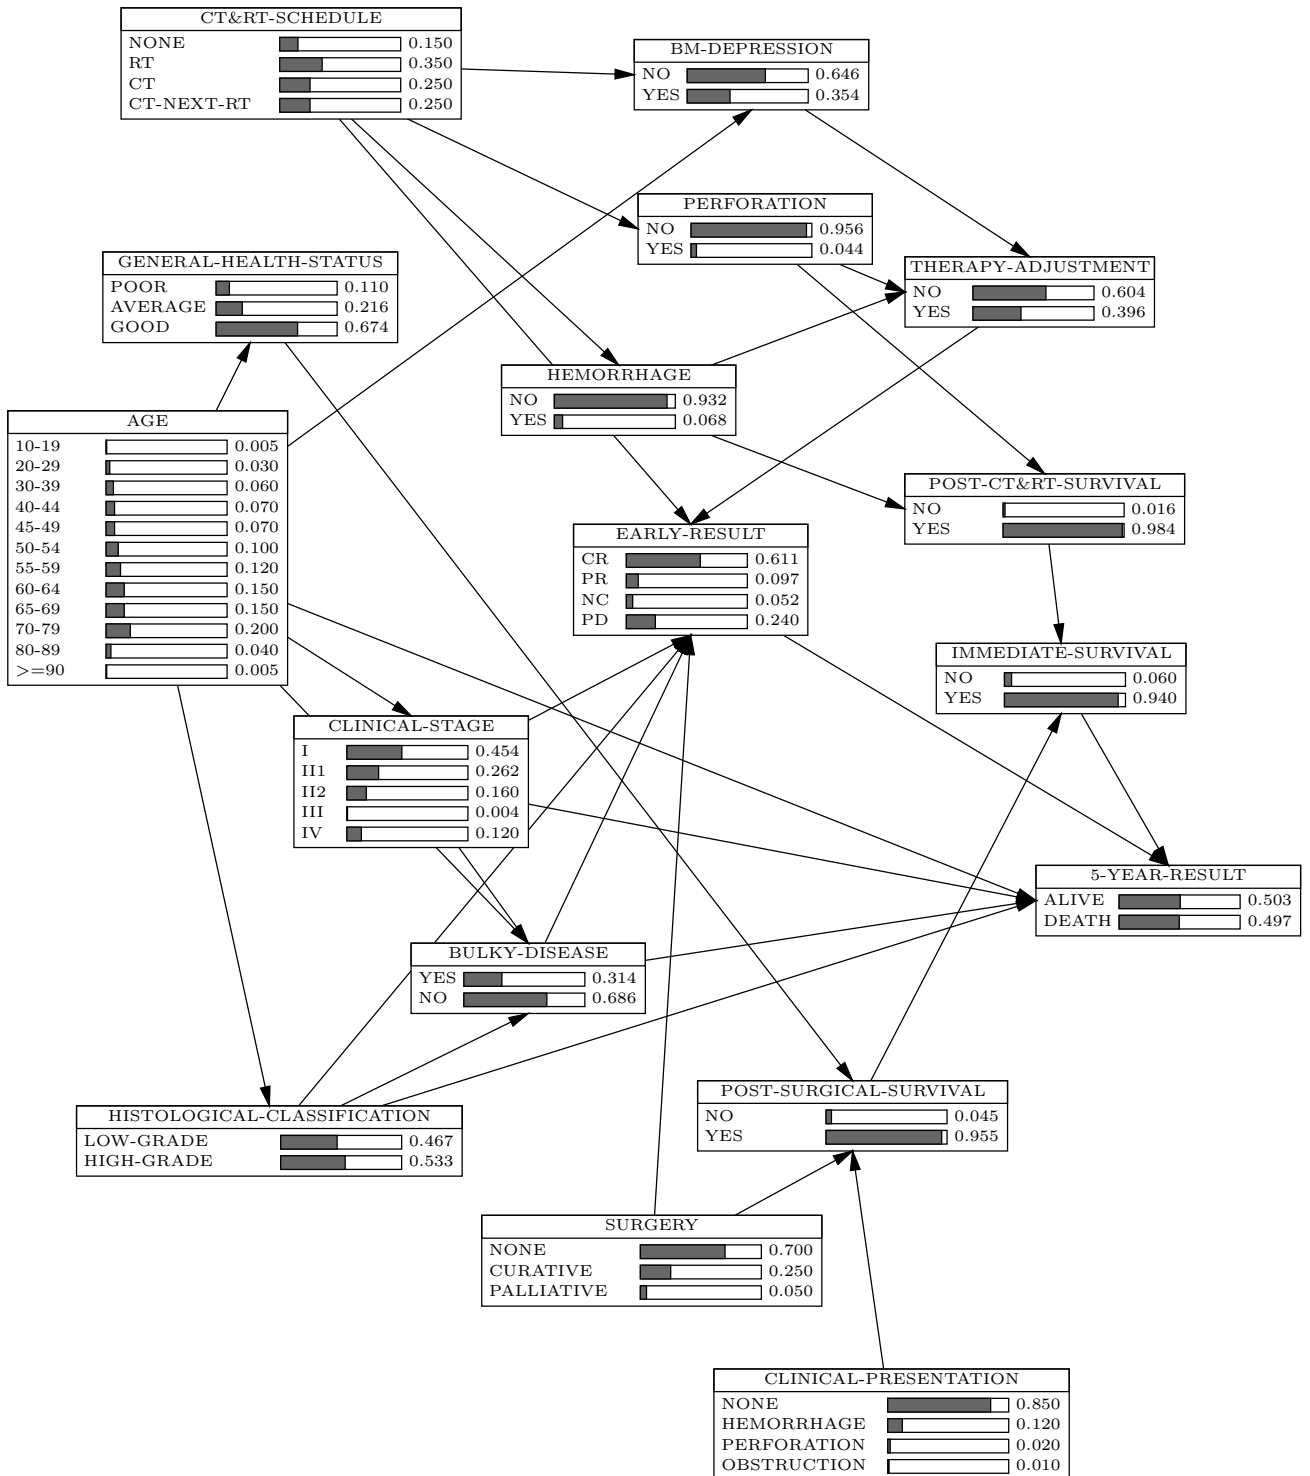 CT&RT-SCHEDULE
NONE 0.150
RT 0.350
CT 0.250
CT-NEXT-RT 0.250
BM-DEPRESSION
NO 0.646
YES 0.354
PERFORATION
NO 0.956
YES 0.044
GENERAL-HEALTH-STATUS
POOR 0.110
AVERAGE 0.216
GOOD 0.674
THERAPY-ADJUSTMENT
NO 0.604
YES 0.396
HEMORRHAGE
NO 0.932
YES 0.068
AGE
10-19 0.005
20-29 0.030
30-39 0.060
40-44 0.070
45-49 0.070
50-54 0.100
55-59 0.120
60-64 0.150
65-69 0.150
70-79 0.200
80-89 0.040
>=90 0.005
POST-CT&RT-SURVIVAL
NO 0.016
YES 0.984
EARLY-RESULT
CR 0.611
PR 0.097
NC 0.052
PD 0.240
IMMEDIATE-SURVIVAL
NO 0.060
YES 0.940
CLINICAL-STAGE
I 0.454
II1 0.262
II2 0.160
III 0.004
IV 0.120
5-YEAR-RESULT
ALIVE 0.503
DEATH 0.497
BULKY-DISEASE
YES 0.314
NO 0.686
POST-SURGICAL-SURVIVAL
NO 0.045
YES 0.955
HISTOLOGICAL-CLASSIFICATION
LOW-GRADE 0.467
HIGH-GRADE 0.533
SURGERY
NONE 0.700
CURATIVE 0.250
PALLIATIVE 0.050
CLINICAL-PRESENTATION
NONE 0.850
HEMORRHAGE 0.120
PERFORATION 0.020
OBSTRUCTION 0.010